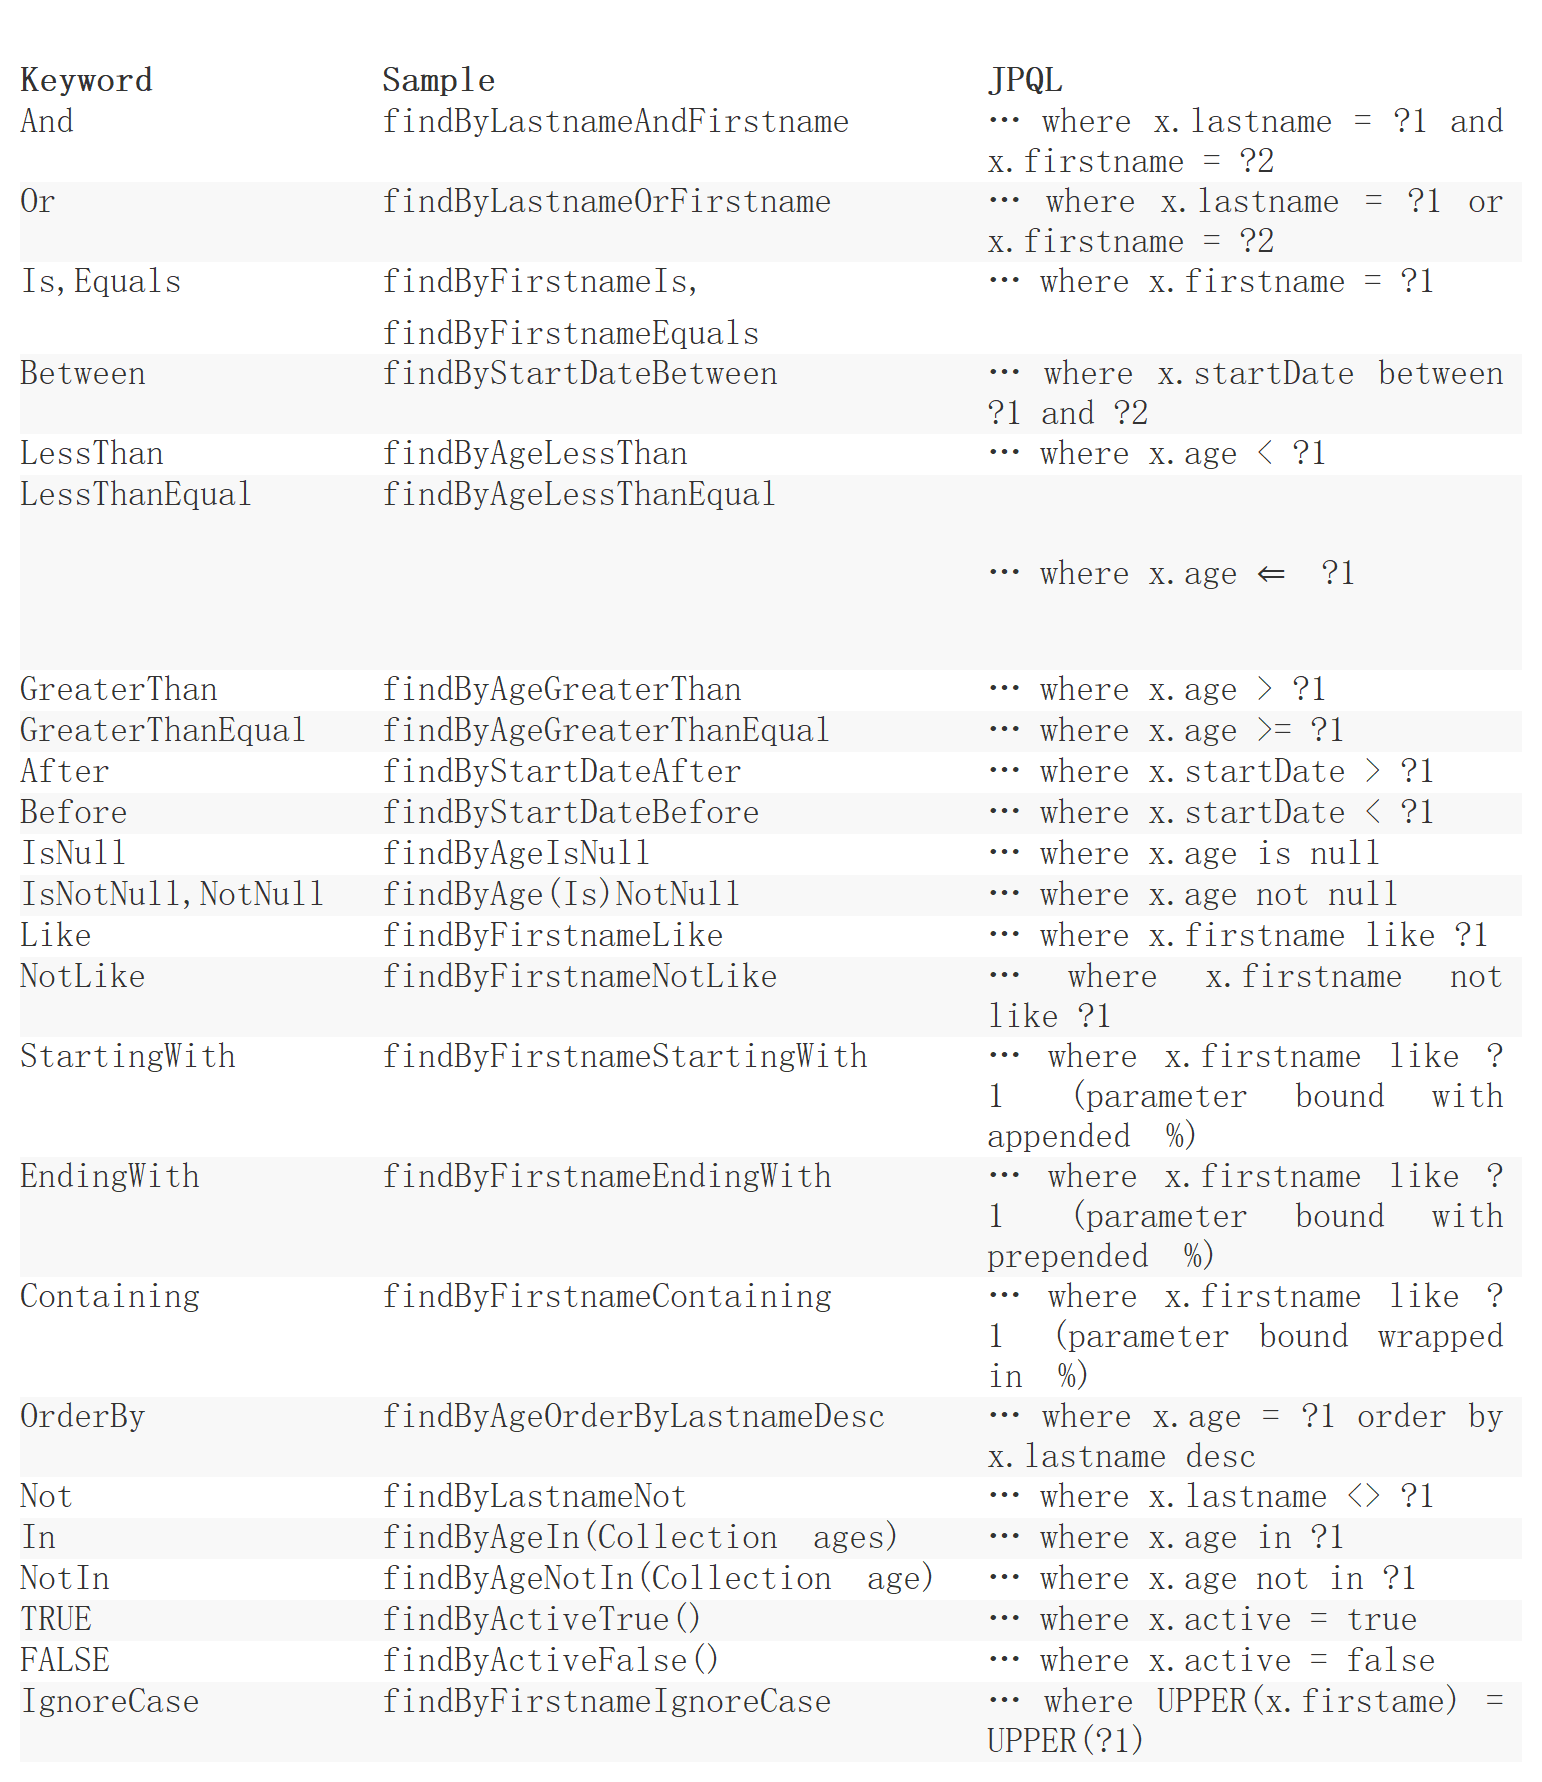 Keyword Sample JPQL
And findByLastnameAndFirstname ··· where x.lastname = ?1 and
x.firstname = ?2
Or findByLastnameOrFirstname ··· where x.lastname = ?1 or
x.firstname = ?2
Is,Equals findByFirstnameIs, ··· where x.firstname = ?1
findByFirstnameEquals
Between findByStartDateBetween ··· where x.startDate between
?1 and ?2
LessThan findByAgeLessThan ··· where x.age < ?1
LessThanEqual findByAgeLessThanEqual
··· where x.age ⇐ ?1
GreaterThan findByAgeGreaterThan ··· where x.age > ?1
GreaterThanEqual findByAgeGreaterThanEqual ··· where x.age >= ?1
After findByStartDateAfter ··· where x.startDate > ?1
Before findByStartDateBefore ··· where x.startDate < ?1
IsNull findByAgeIsNull ··· where x.age is null
IsNotNull,NotNull findByAge(Is)NotNull ··· where x.age not null
Like findByFirstnameLike ··· where x.firstname like ?1
NotLike findByFirstnameNotLike ··· where x.firstname not
like ?1
StartingWith findByFirstnameStartingWith ··· where x.firstname like ?
1 (parameter bound with
appended %)
EndingWith findByFirstnameEndingWith ··· where x.firstname like ?
1 (parameter bound with
prepended %)
Containing findByFirstnameContaining ··· where x.firstname like ?
1 (parameter bound wrapped
in %)
OrderBy findByAgeOrderByLastnameDesc ··· where x.age = ?1 order by
x.lastname desc
Not findByLastnameNot ··· where x.lastname <> ?1
In findByAgeIn(Collection ages) ··· where x.age in ?1
NotIn findByAgeNotIn(Collection age) ··· where x.age not in ?1
TRUE findByActiveTrue() ··· where x.active = true
FALSE findByActiveFalse() ··· where x.active = false
IgnoreCase findByFirstnameIgnoreCase ··· where UPPER(x.firstame) =
UPPER(?1)